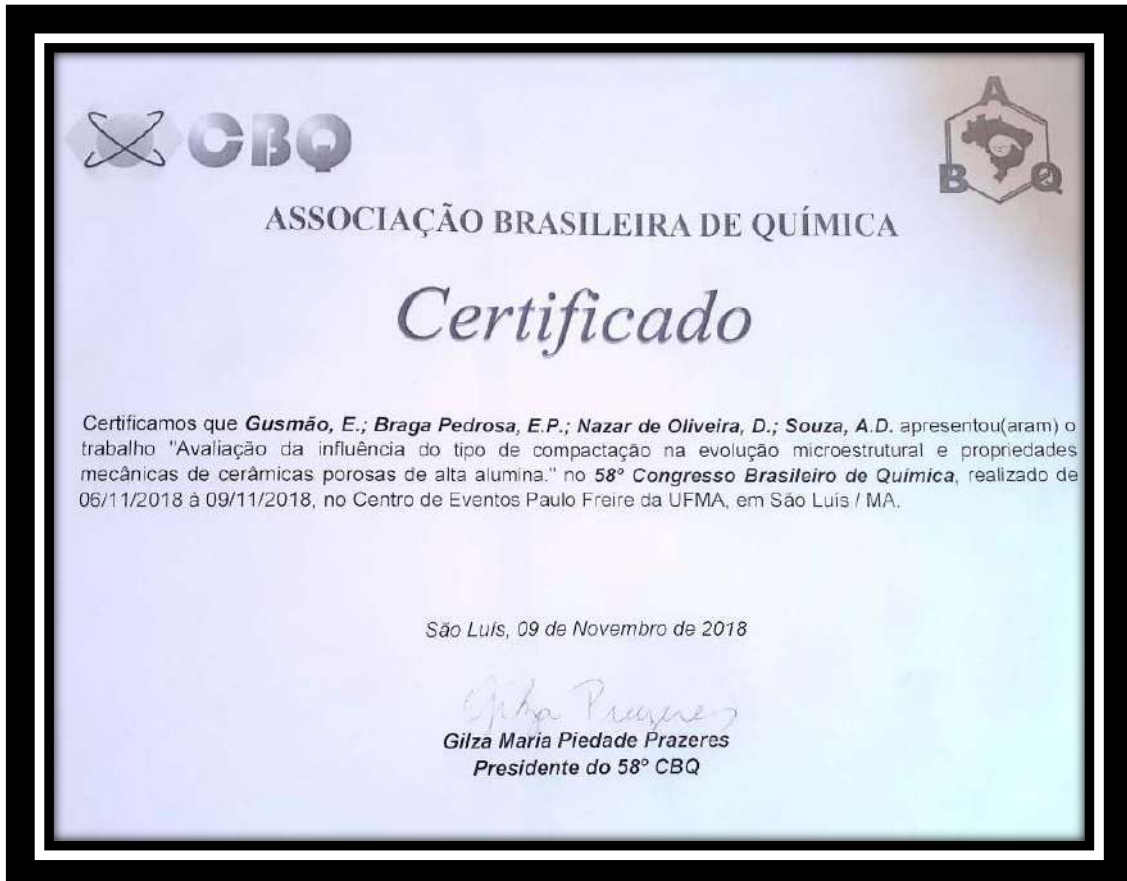 CBQ
A
B Q
ASSOCIAÇÃO BRASILEIRA DE QUÍMICA
Certificado
Certificamos que Gusmão, E.; Braga Pedrosa, E.P.; Nazar de Oliveira, D.; Souza, A.D. apresentou(aram) o
trabalho "Avaliação da influência do tipo de compactação na evolução microestrutural e propriedades
mecânicas de cerâmicas porosas de alta alumina." no 58º Congresso Brasileiro de Química, realizado de
06/11/2018 à 09/11/2018, no Centro de Eventos Paulo Freire da UFMA, em São Luís / MA.
São Luís, 09 de Novembro de 2018
Gilza Prazeres
Gilza Maria Piedade Prazeres
Presidente do 58º CBQ